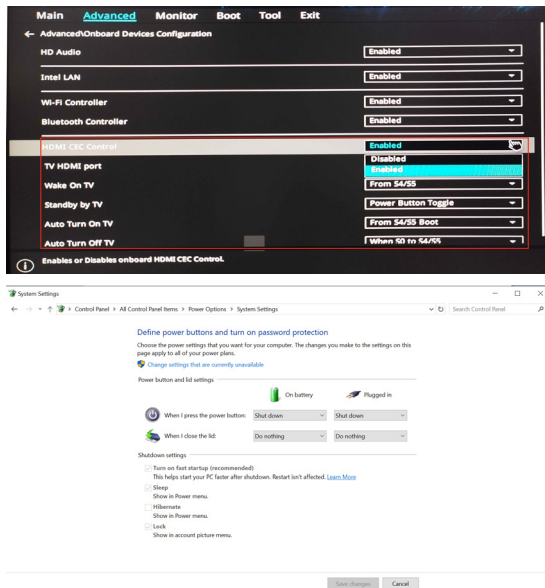 Main Advanced Monitor Boot Tool Exit
← Advanced\Onboard Devices Configuration
HD Audio Enabled
Intel LAN Enabled
Wi-Fi Controller Enabled
Bluetooth Controller Enabled
HDMI CEC Control Enabled
Disabled
TV HDMI port Enabled
Wake On TV From S4/S5
Standby by TV Power Button Toggle
Auto Turn On TV From S4/S5 Boot
Auto Turn Off TV When S0 to S4/S5
Enables or Disables onboard HDMI CEC Control.
System Settings
Control Panel > All Control Panel Items > Power Options > System Settings Search Control Panel
Define power buttons and turn on password protection
Choose the power settings that you want for your computer. The changes you make to the settings on this
page apply to all of your power plans.
Change settings that are currently unavailable
Power button and lid settings
On battery Plugged in
When I press the power button: Shut down Shut down
When I close the lid: Do nothing Do nothing
Shutdown settings
Turn on fast startup (recommended)
This helps start your PC faster after shutdown. Restart isn't affected. Learn More
Sleep
Show in Power menu.
Hibernate
Show in Power menu.
Lock
Show in account picture menu.
Save changes Cancel